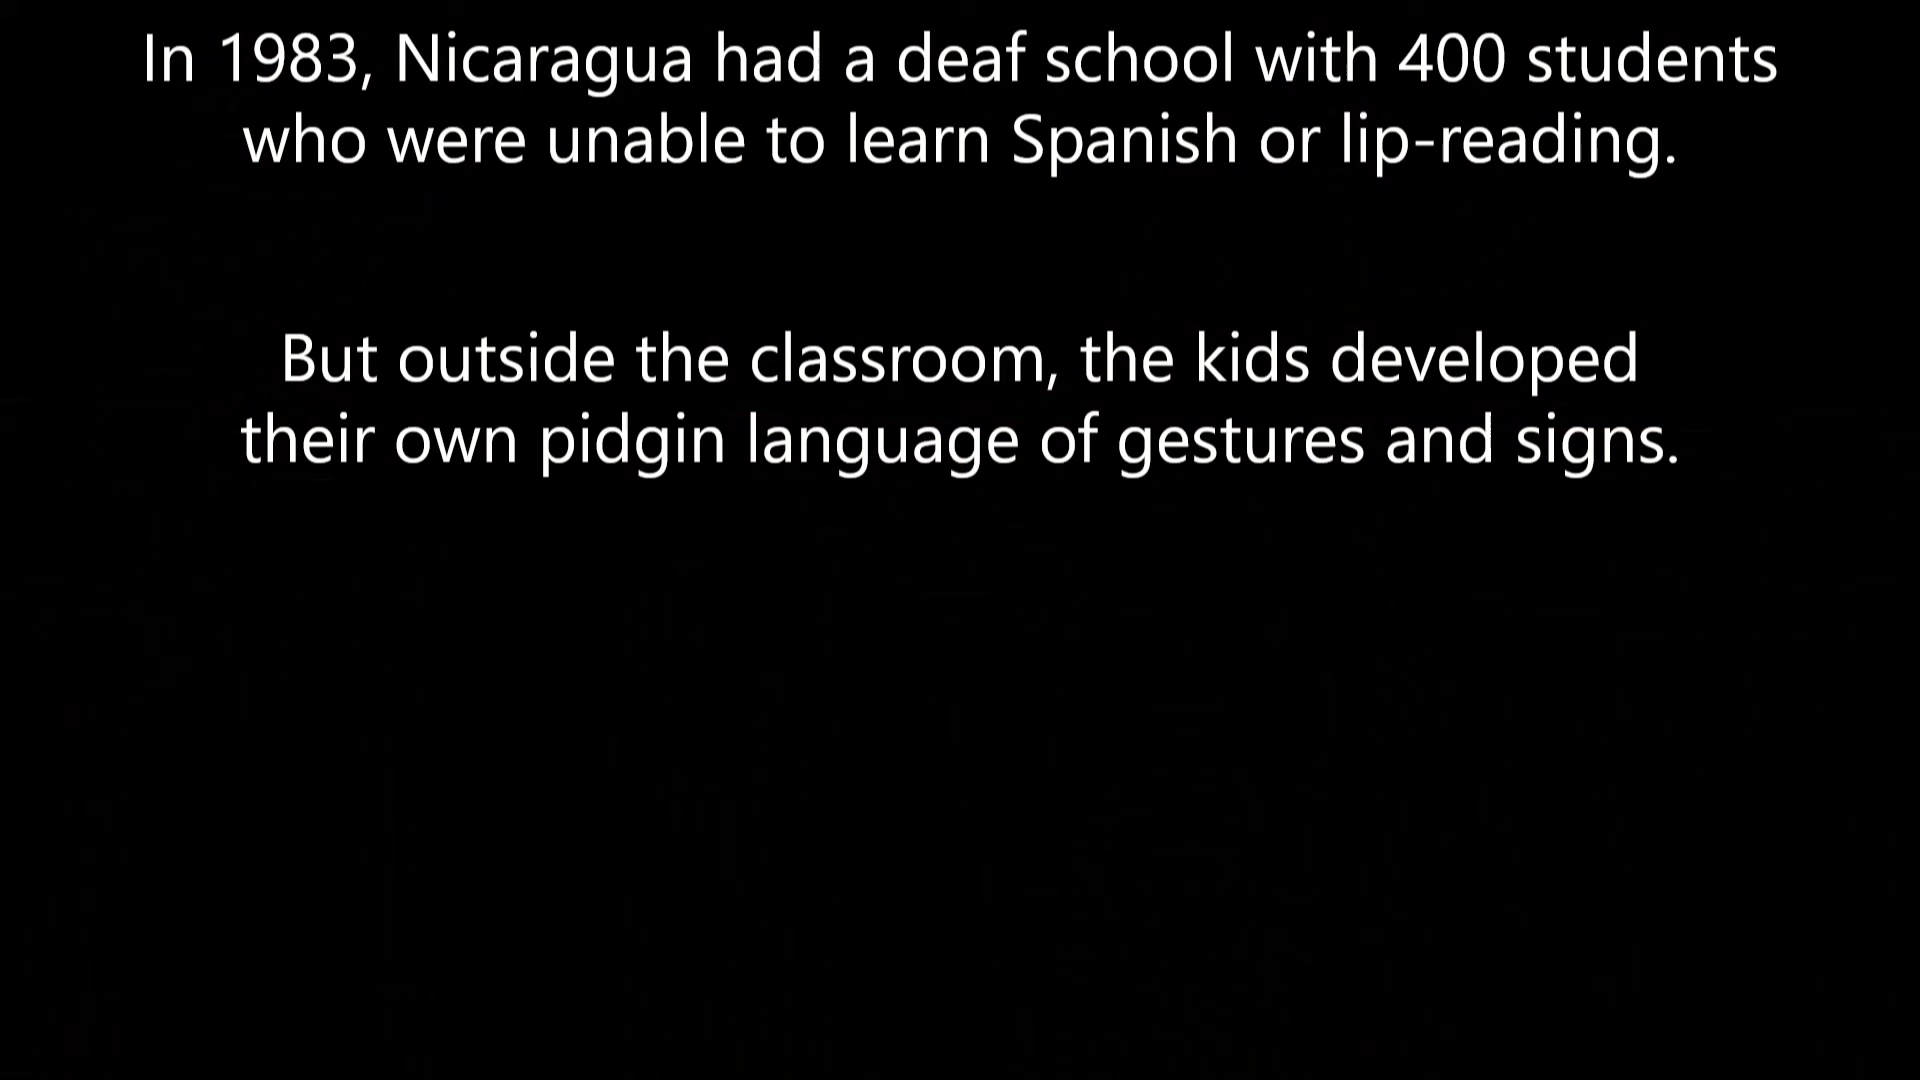 In 1983, Nicaragua had a deaf school with 400 students
who were unable to learn Spanish or lip-reading.
But outside the classroom, the kids developed
their own pidgin language of gestures and signs.